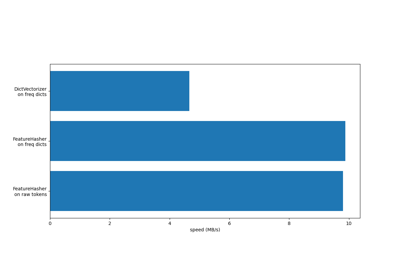 DictVectorizer
on freq dicts
FeatureHasher
on freq dicts
FeatureHasher
on raw tokens
0 2 4 6 8 10
speed (MB/s)